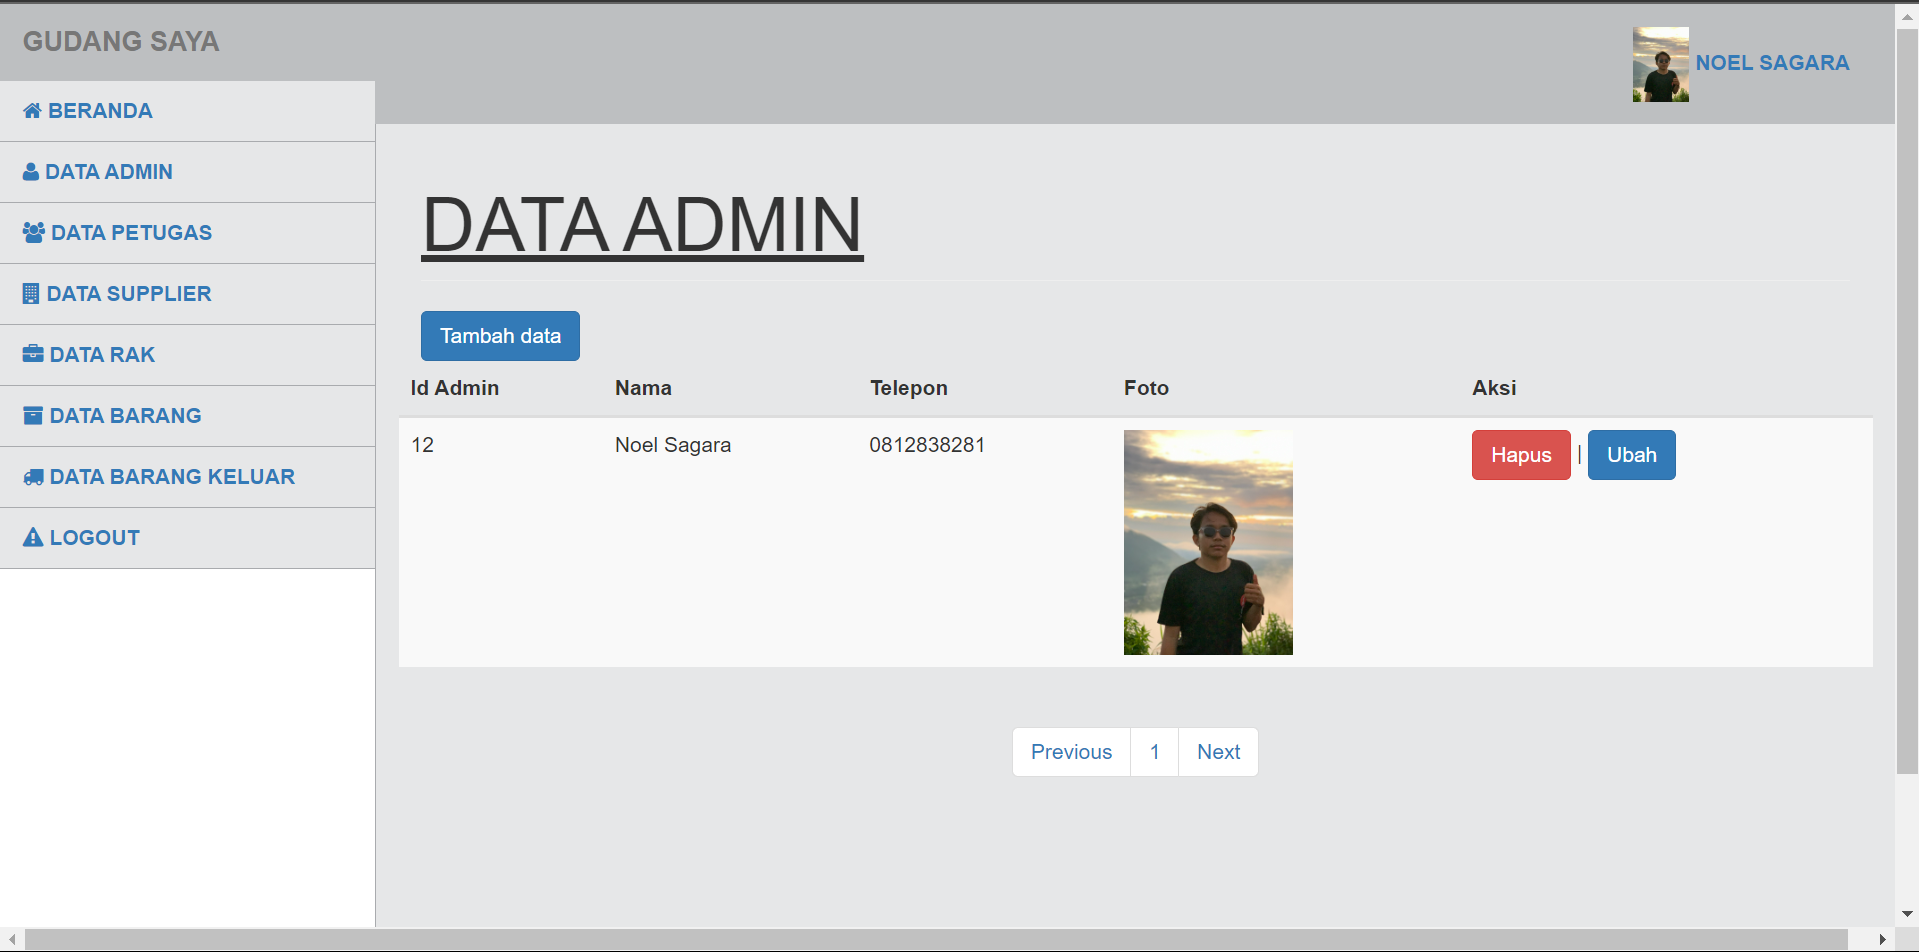 GUDANG SAYA
NOEL SAGARA
BERANDA
DATA ADMIN
DATA PETUGAS
DATA SUPPLIER
DATA RAK
DATA BARANG
DATA BARANG KELUAR
LOGOUT
DATA ADMIN
Tambah data
Id Admin Nama Telepon Foto Aksi
12 Noel Sagara 0812838281 Hapus | Ubah
Previous 1 Next